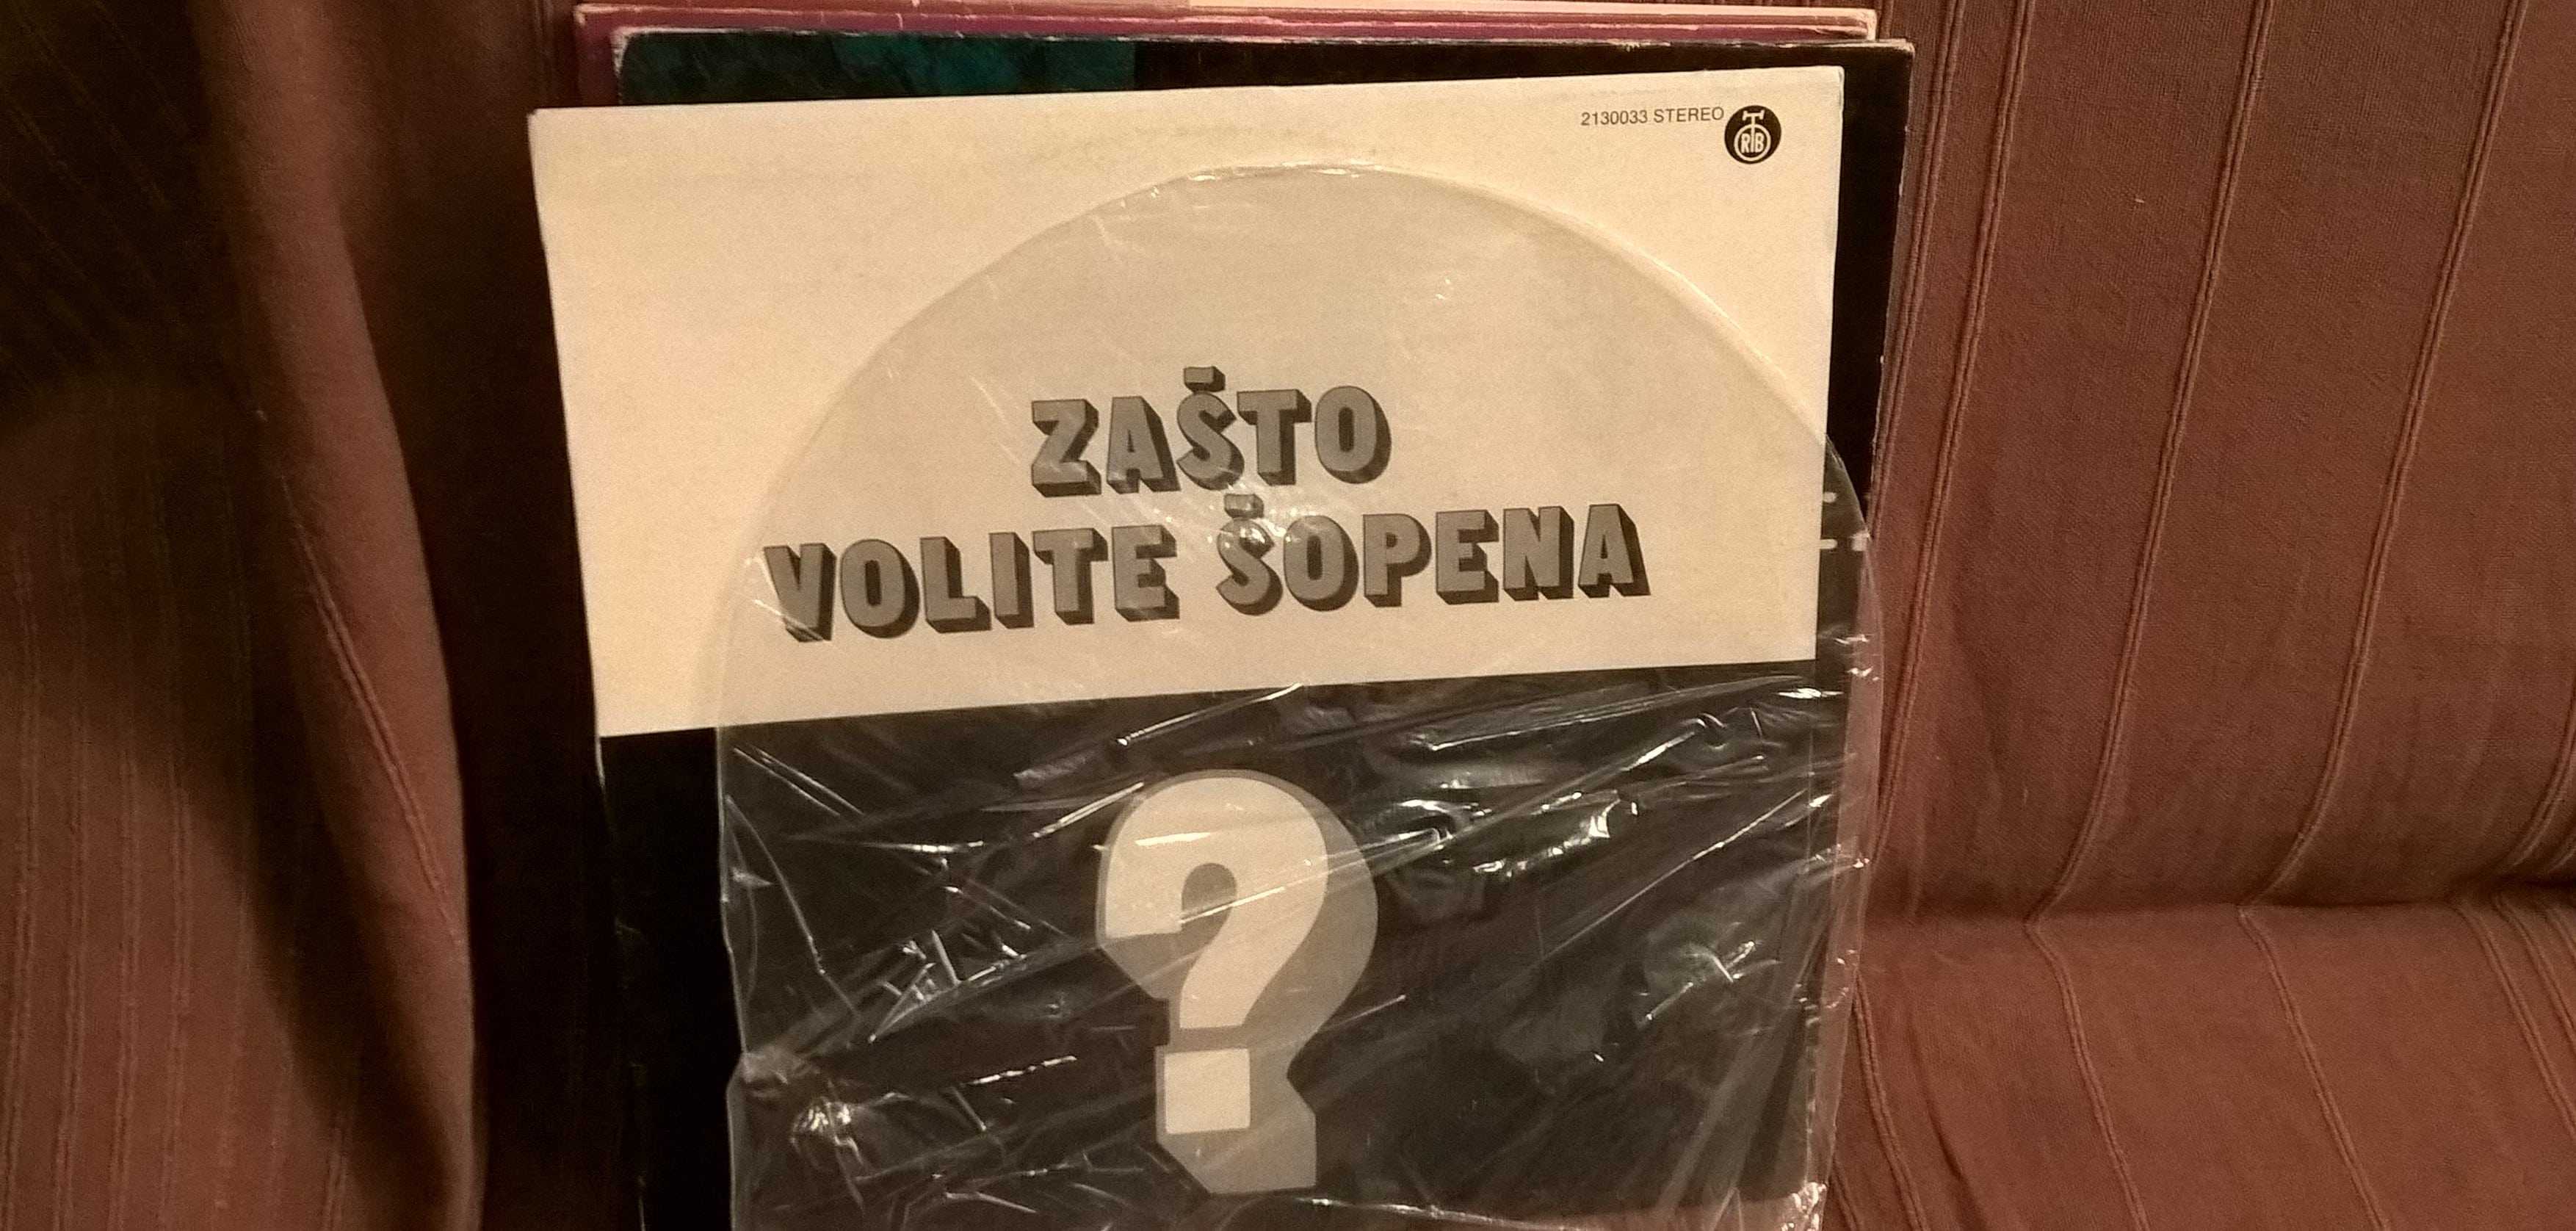 2130033 STEREO
RTB
ZAŠTO
VOLITE ŠOPENA
?